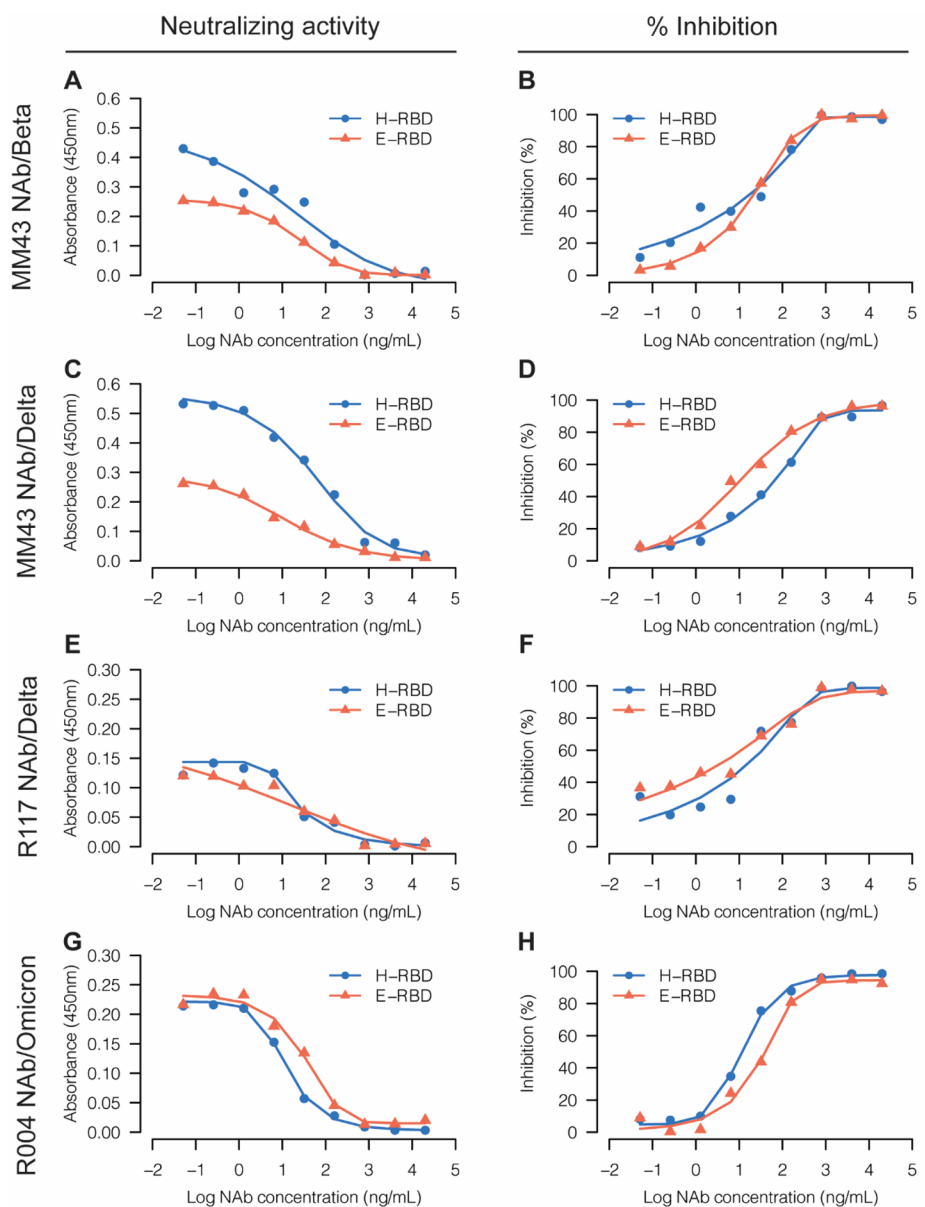 Neutralizing activity
% Inhibition
MM43 NAb/Beta
A
Absorbance (450nm)
0.6
0.5
0.4
0.3
0.2
0.1
0.0
H−RBD
E−RBD
−2 −1 0 1 2 3 4 5
Log NAb concentration (ng/mL)
B
Inhibition (%)
100
80
60
40
20
0
H−RBD
E−RBD
−2 −1 0 1 2 3 4 5
Log NAb concentration (ng/mL)
MM43 NAb/Delta
C
Absorbance (450nm)
0.6
0.5
0.4
0.3
0.2
0.1
0.0
H−RBD
E−RBD
−2 −1 0 1 2 3 4 5
Log NAb concentration (ng/mL)
D
Inhibition (%)
100
80
60
40
20
0
H−RBD
E−RBD
−2 −1 0 1 2 3 4 5
Log NAb concentration (ng/mL)
R117 NAb/Delta
E
Absorbance (450nm)
0.30
0.25
0.20
0.15
0.10
0.05
0.00
H−RBD
E−RBD
−2 −1 0 1 2 3 4 5
Log NAb concentration (ng/mL)
F
Inhibition (%)
100
80
60
40
20
0
H−RBD
E−RBD
−2 −1 0 1 2 3 4 5
Log NAb concentration (ng/mL)
R004 NAb/Omicron
G
Absorbance (450nm)
0.30
0.25
0.20
0.15
0.10
0.05
0.00
H−RBD
E−RBD
−2 −1 0 1 2 3 4 5
Log NAb concentration (ng/mL)
H
Inhibition (%)
100
80
60
40
20
0
H−RBD
E−RBD
−2 −1 0 1 2 3 4 5
Log NAb concentration (ng/mL)